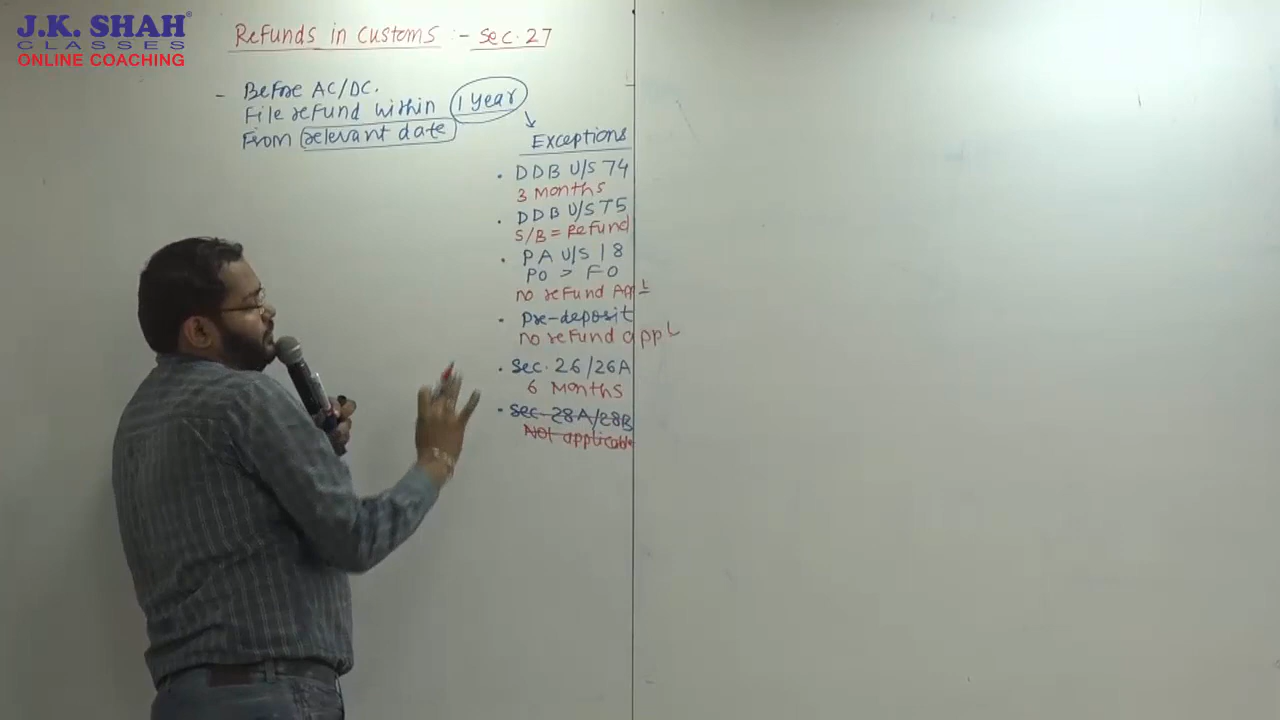 J.K. SHAH®
CLASSES
ONLINE COACHING
Refunds in Customs :- Sec. 27
- Before AC/DC.
File refund within 1 year
From relevant date
Exceptions
• DDB U/S 74
3 Months
• DDB U/S 75
S/B = Refund
• PA U/S 18
PO > FO
no refund Appl
• Pre-deposit
no refund appl
• Sec. 26/26A
6 Months
• Sec. 28A/28B
Not applicable